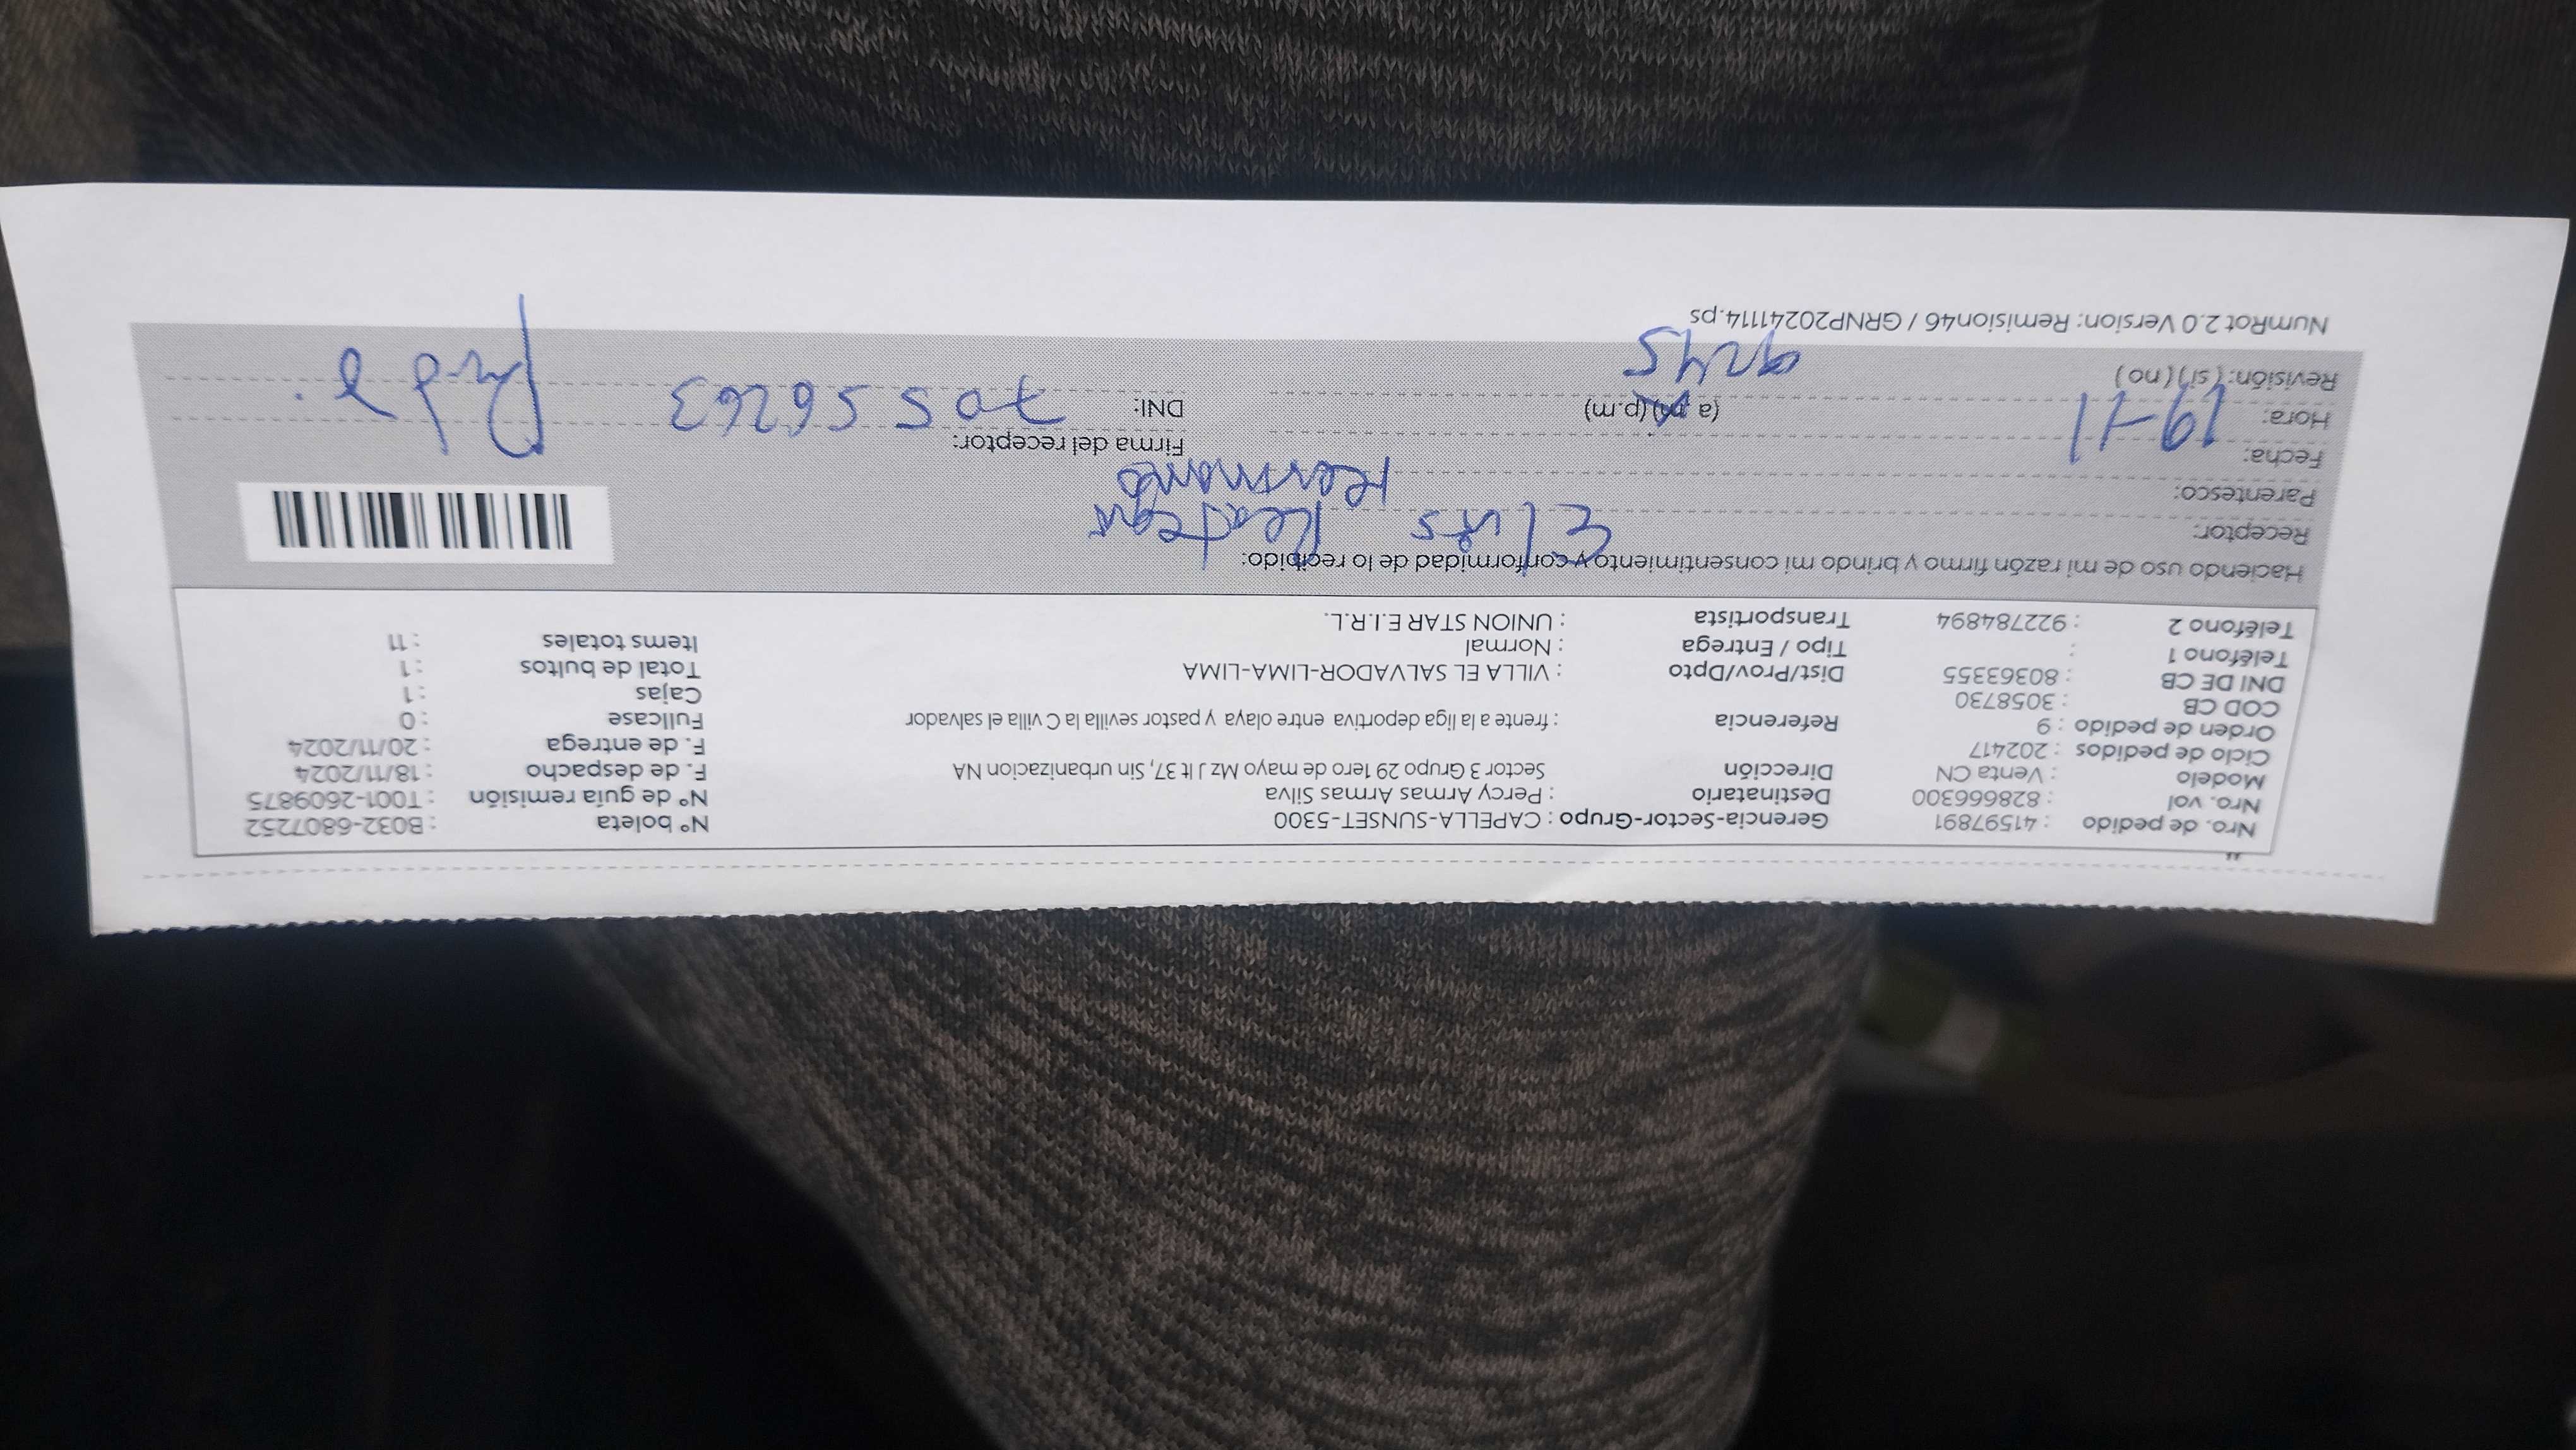 Nro. de pedido : 41597891 Gerencia-Sector-Grupo : CAPELLA-SUNSET-5300 N° boleta : B032-6807252
Nro. vol : 828666300 Destinatario : Percy Armas Armas Silva N° de guía remisión : T001-2609875
Modelo : Venta CN Dirección Sector 3 Grupo 29 1ero de mayo Mz J lt 37, Sin urbanizacion NA F. de despacho : 18/11/2024
Ciclo de pedidos : 202417 F. de entrega : 20/11/2024
Orden de pedido : 9 Referencia : frente a la liga deportiva entre olaya y pastor sevilla la C villa el salvador Fullcase : 0
COD CB : 3058730 Cajas : 1
DNI DE CB : 80363355 Dist/Prov/Dpto : VILLA EL SALVADOR-LIMA-LIMA Total de bultos : 1
Teléfono 1 : Tipo / Entrega : Normal Items totales : 11
Teléfono 2 : 922784894 Transportista : UNION STAR E.I.R.L.
Haciendo uso de mi razón firmo y brindo mi consentimiento y conformidad de lo recibido:
Receptor:
Parentesco: Hermano
Fecha: 19-11 Firma del receptor:
Hora: (a.m) (p.m) DNI: 70556263
Revisión: (si) (no) 9:45
NumRot 2.0 Version: Remision46 / GRNP20241114.ps